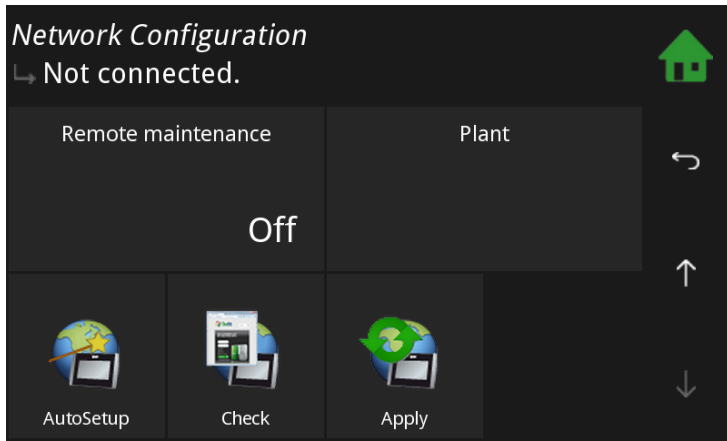 Network Configuration
Not connected.
Remote maintenance
Plant
Off
AutoSetup
Check
Apply